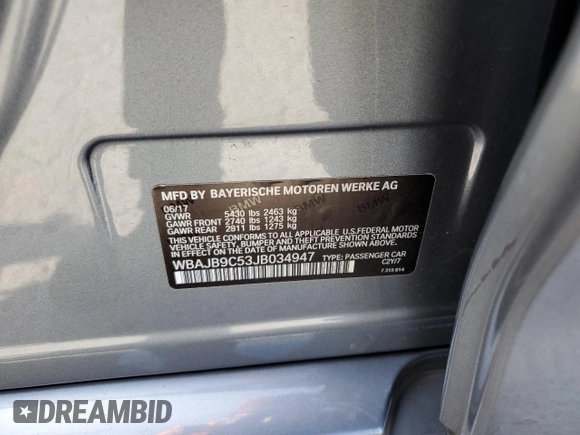 MFD BY BAYERISCHE MOTOREN WERKE AG
06/17
GVWR 5430 lbs 2463 kg
GAWR FRONT 2740 lbs 1243 kg
GAWR REAR 2811 lbs 1275 kg
THIS VEHICLE CONFORMS TO ALL APPLICABLE U.S.FEDERAL MOTOR
VEHICLE SAFETY, BUMPER, AND THEFT PREVENTION STANDARDS
IN EFFECT ON THE DATE OF MANUFACTURE SHOWN ABOVE.
WBAJB9C53JB034947 TYPE: PASSENGER CAR
C2Y/7
7 315 614
DREAMBID